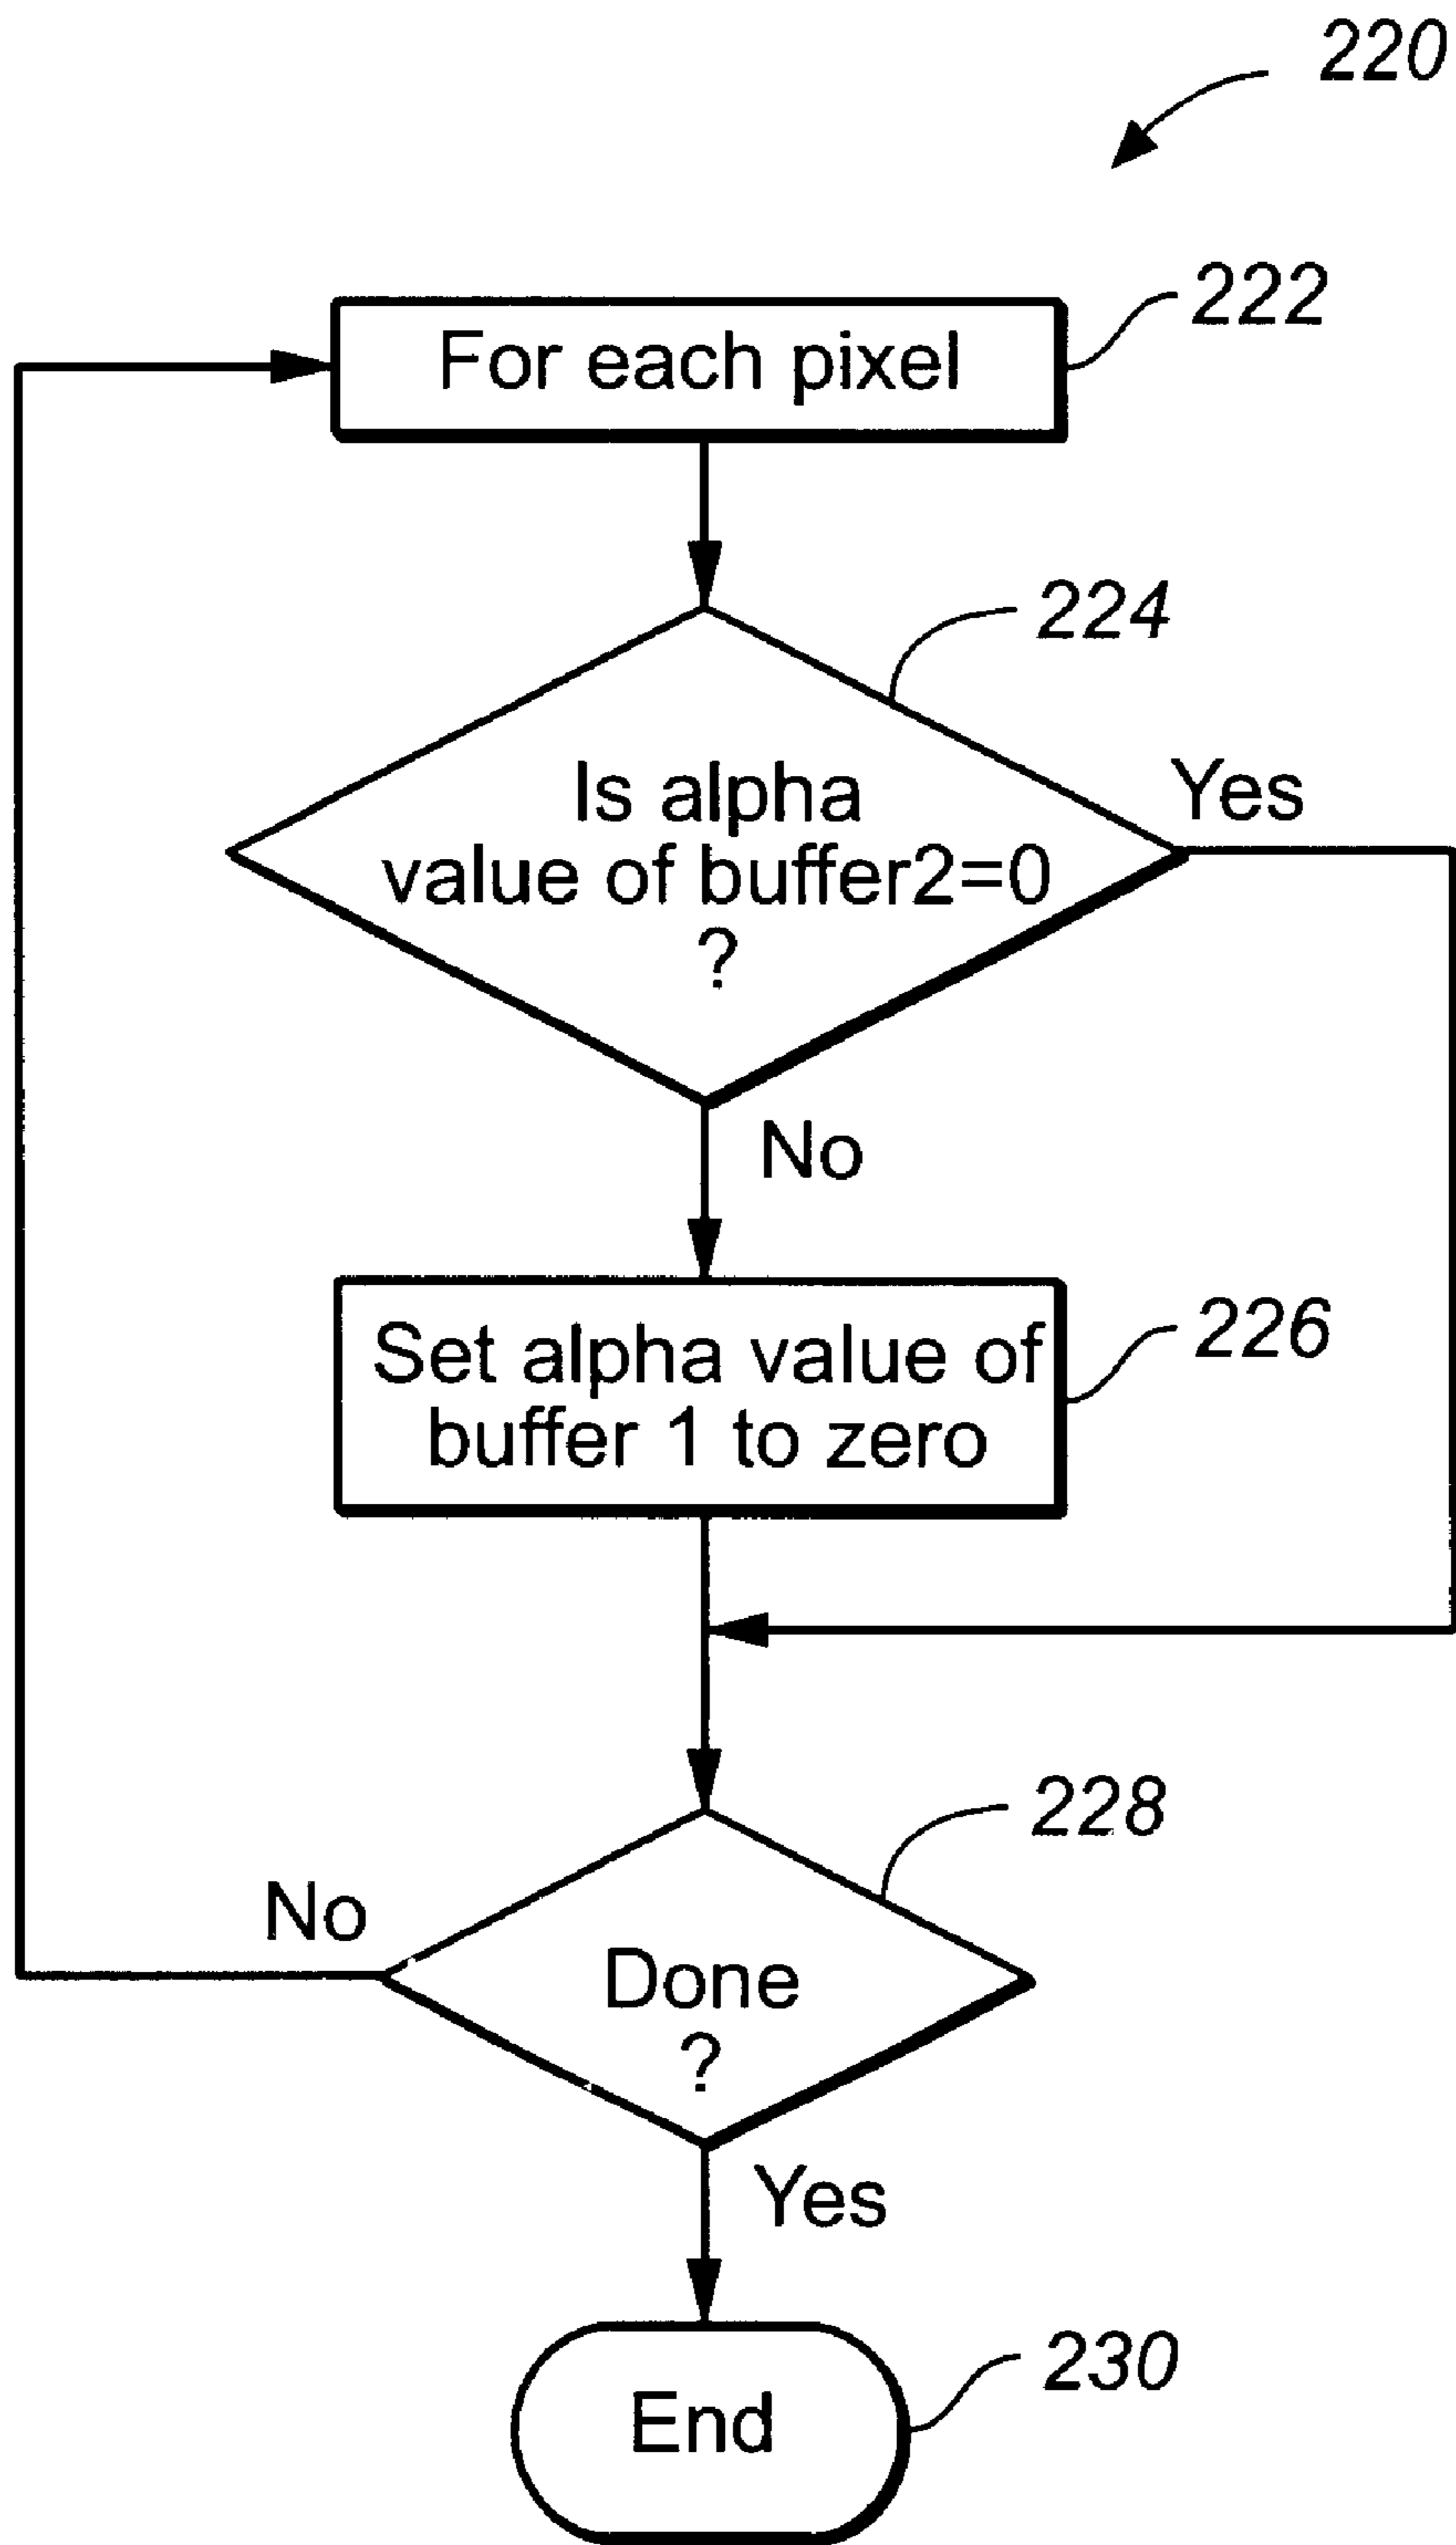 220
For each pixel
222
224
Is alpha
value of buffer2=0
?
Yes
No
Set alpha value of
buffer 1 to zero
226
228
No
Done
?
Yes
End
230